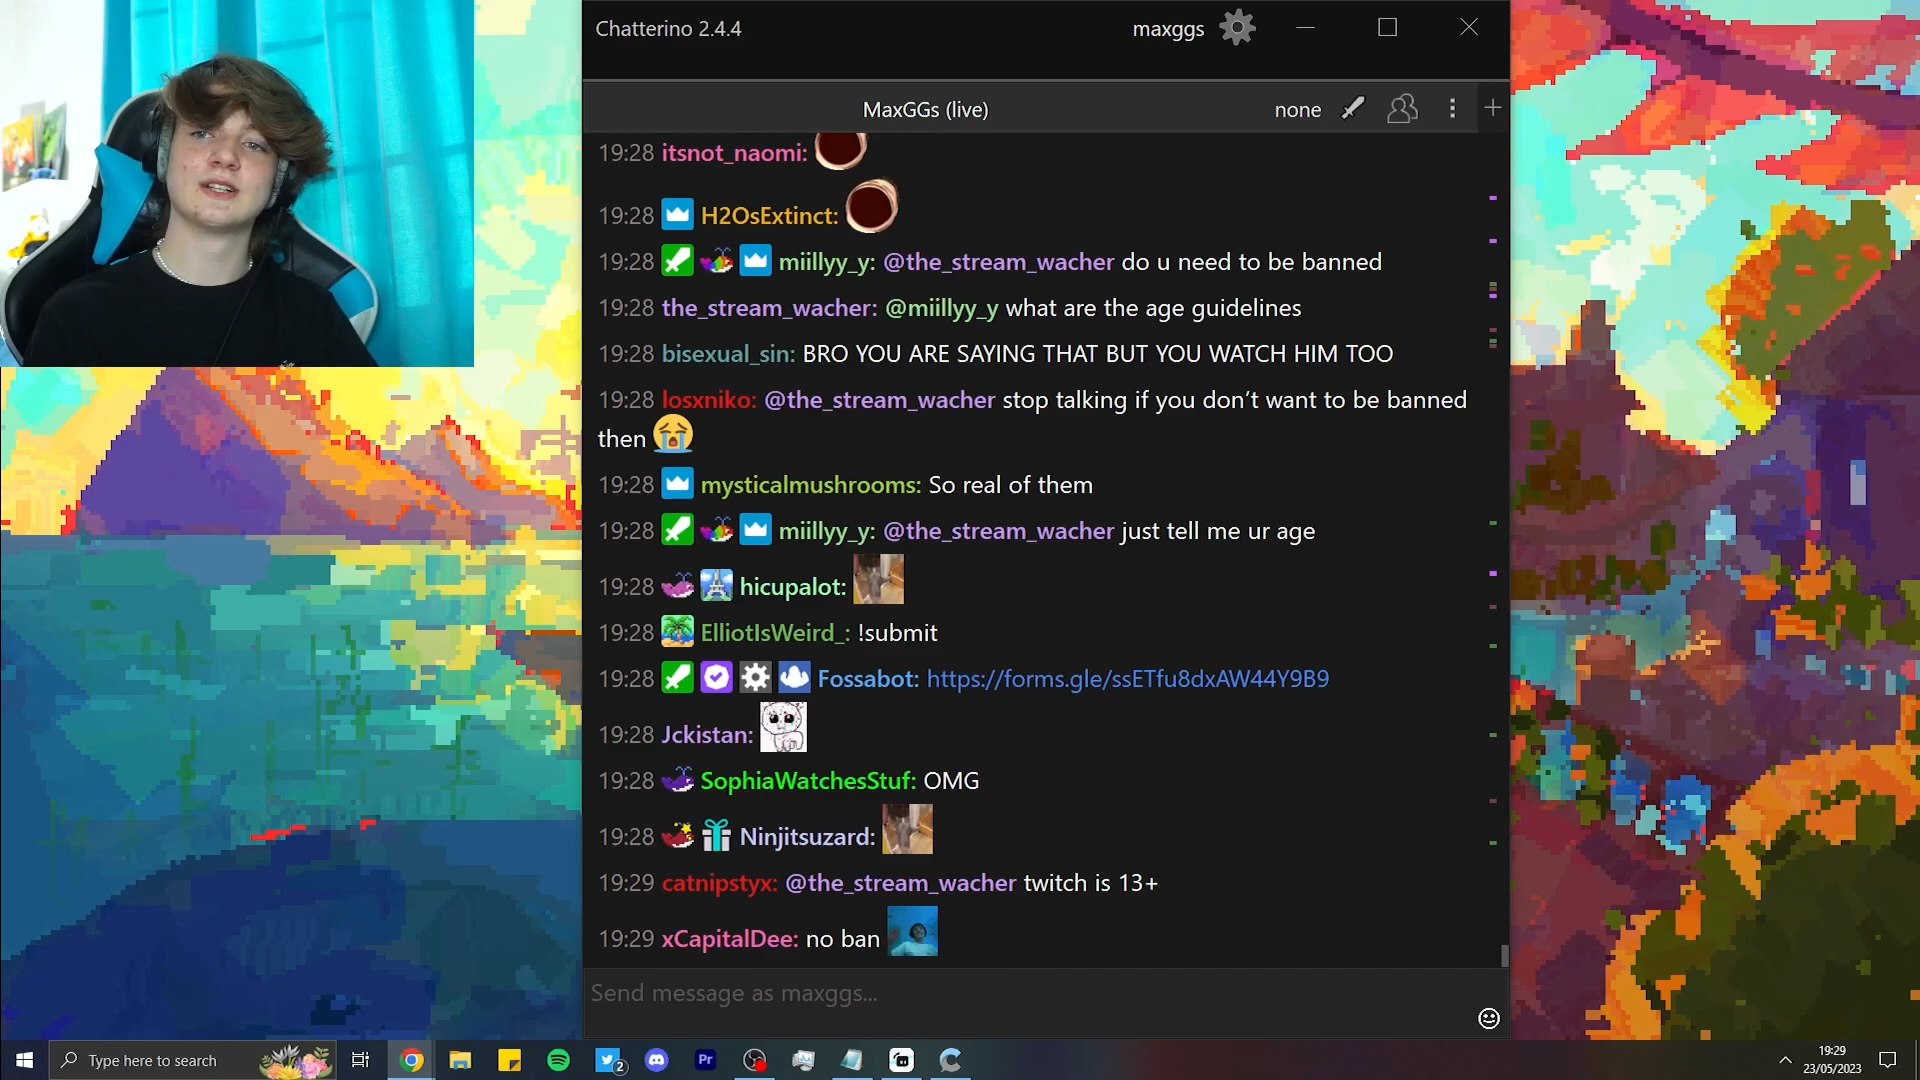 Chatterino 2.4.4
maxggs
MaxGGs (live)
none
19:28 itsnot_naomi:
19:28 H2OsExtinct:
19:28 miillyy_y: @the_stream_wacher do u need to be banned
19:28 the_stream_wacher: @miillyy_y what are the age guidelines
19:28 bisexual_sin: BRO YOU ARE SAYING THAT BUT YOU WATCH HIM TOO
19:28 losxniko: @the_stream_wacher stop talking if you don’t want to be banned
then 😭
19:28 mysticalmushrooms: So real of them
19:28 miillyy_y: @the_stream_wacher just tell me ur age
19:28 hicupalot:
19:28 ElliotIsWeird_: !submit
19:28 Fossabot: https://forms.gle/ssETfu8dxAW44Y9B9
19:28 Jckistan:
19:28 SophiaWatchesStuf: OMG
19:28 Ninjitsuzard:
19:29 catnipstyx: @the_stream_wacher twitch is 13+
19:29 xCapitalDee: no ban
Send message as maxggs...
Type here to search
2
Pr
19:29
23/05/2023